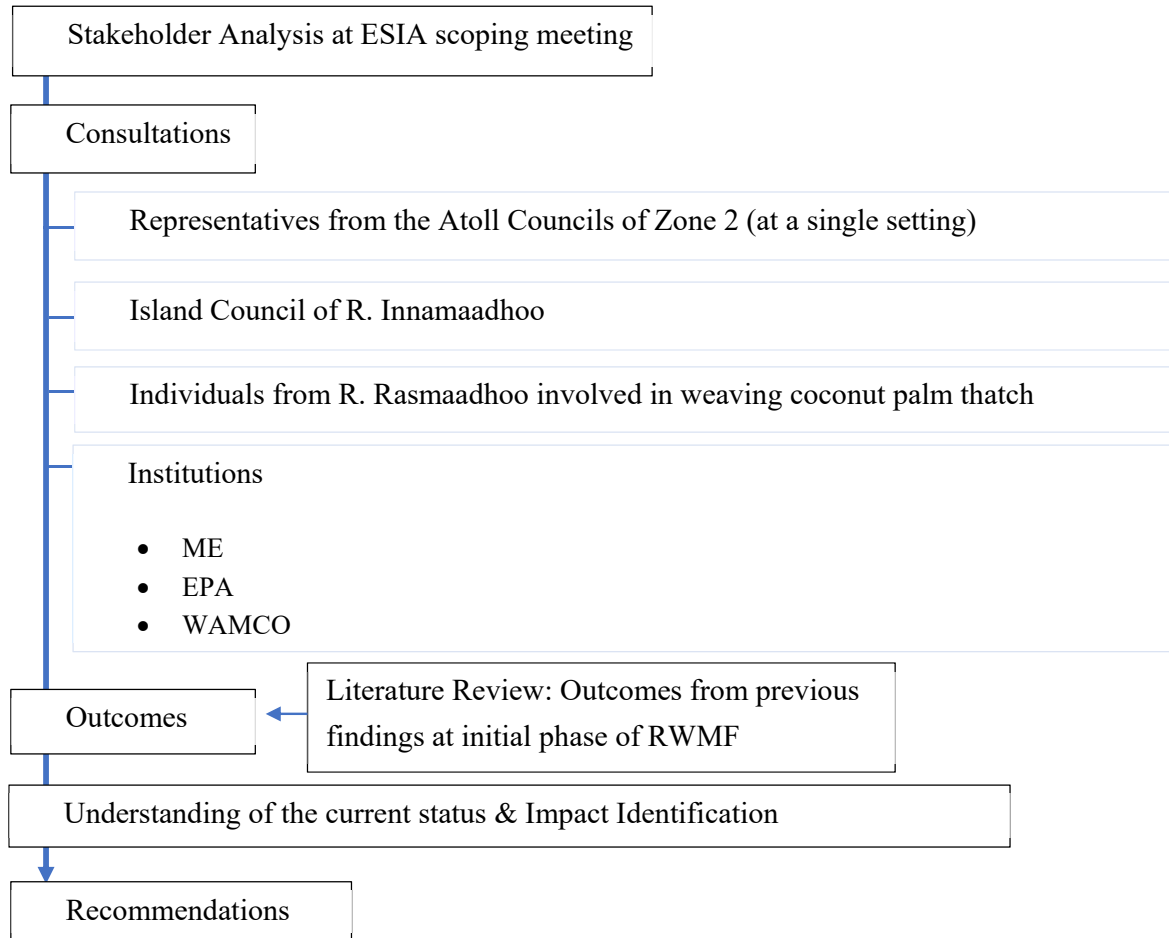 Stakeholder Analysis at ESIA scoping meeting
Consultations
Representatives from the Atoll Councils of Zone 2 (at a single setting)
Island Council of R. Innamaadhoo
Individuals from R. Rasmaadhoo involved in weaving coconut palm thatch
Institutions
• ME
• EPA
• WAMCO
Literature Review: Outcomes from previous
findings at initial phase of RWMF
Outcomes
Understanding of the current status & Impact Identification
Recommendations